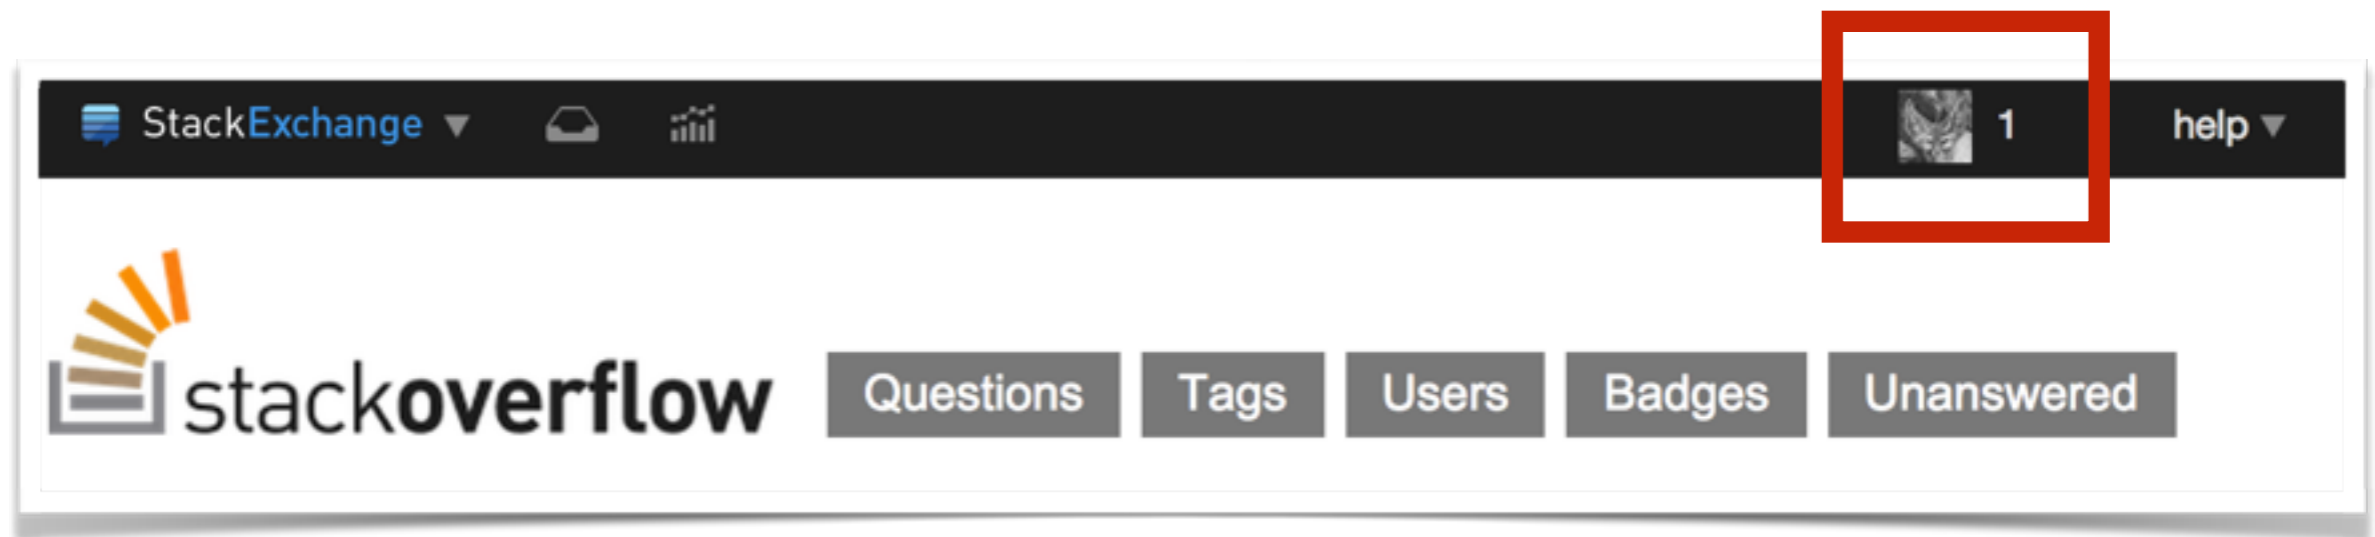 StackExchange 1 help
stackoverflow Questions Tags Users Badges Unanswered